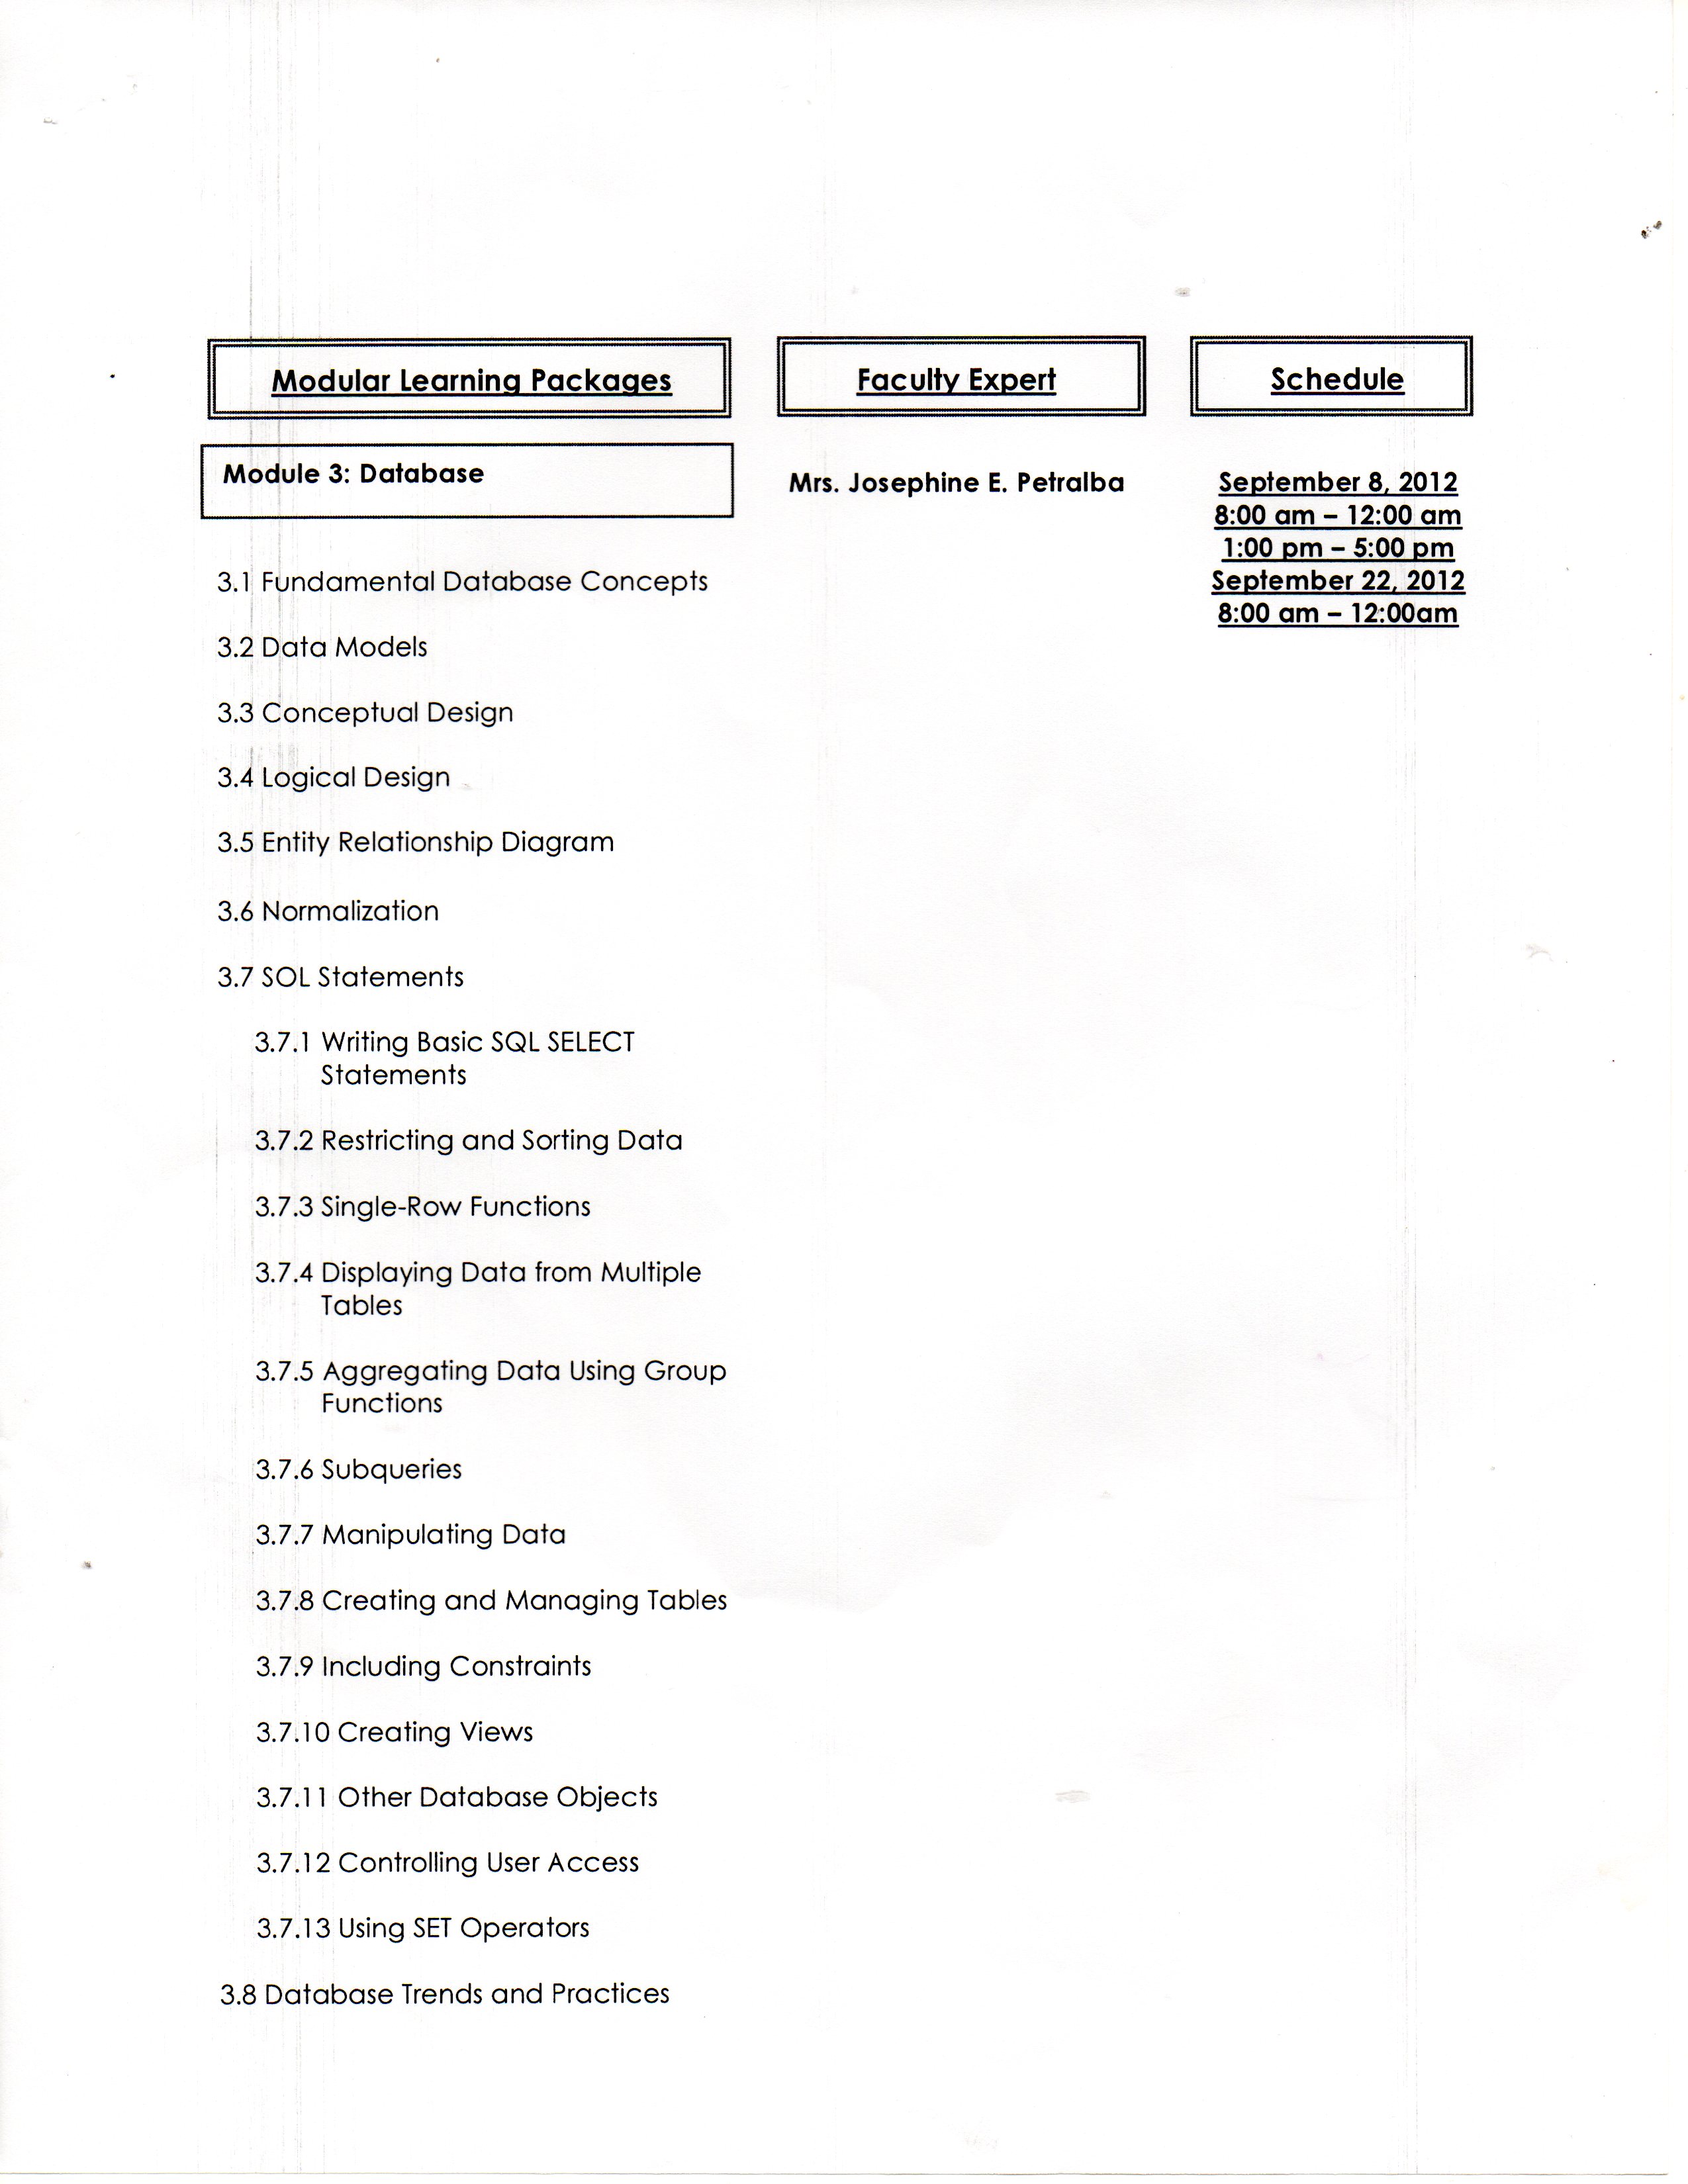 Modular Learning Packages
Faculty Expert
Schedule
Module 3: Database
Mrs. Josephine E. Petralba
September 8, 2012
8:00 am – 12:00 am
1:00 pm – 5:00 pm
September 22, 2012
8:00 am – 12:00am
3.1 Fundamental Database Concepts
3.2 Data Models
3.3 Conceptual Design
3.4 Logical Design
3.5 Entity Relationship Diagram
3.6 Normalization
3.7 SOL Statements
3.7.1 Writing Basic SQL SELECT
Statements
3.7.2 Restricting and Sorting Data
3.7.3 Single-Row Functions
3.7.4 Displaying Data from Multiple
Tables
3.7.5 Aggregating Data Using Group
Functions
3.7.6 Subqueries
3.7.7 Manipulating Data
3.7.8 Creating and Managing Tables
3.7.9 Including Constraints
3.7.10 Creating Views
3.7.11 Other Database Objects
3.7.12 Controlling User Access
3.7.13 Using SET Operators
3.8 Database Trends and Practices